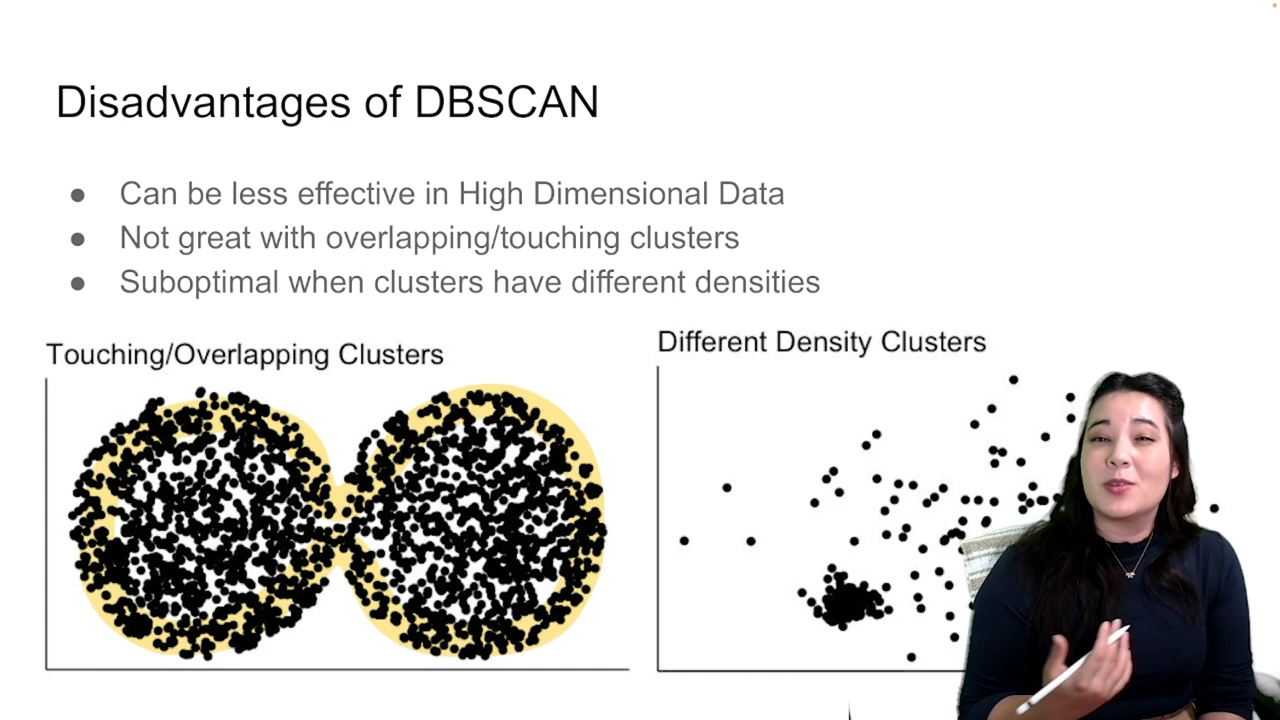 Disadvantages of DBSCAN
● Can be less effective in High Dimensional Data
● Not great with overlapping/touching clusters
● Suboptimal when clusters have different densities
Touching/Overlapping Clusters
Different Density Clusters